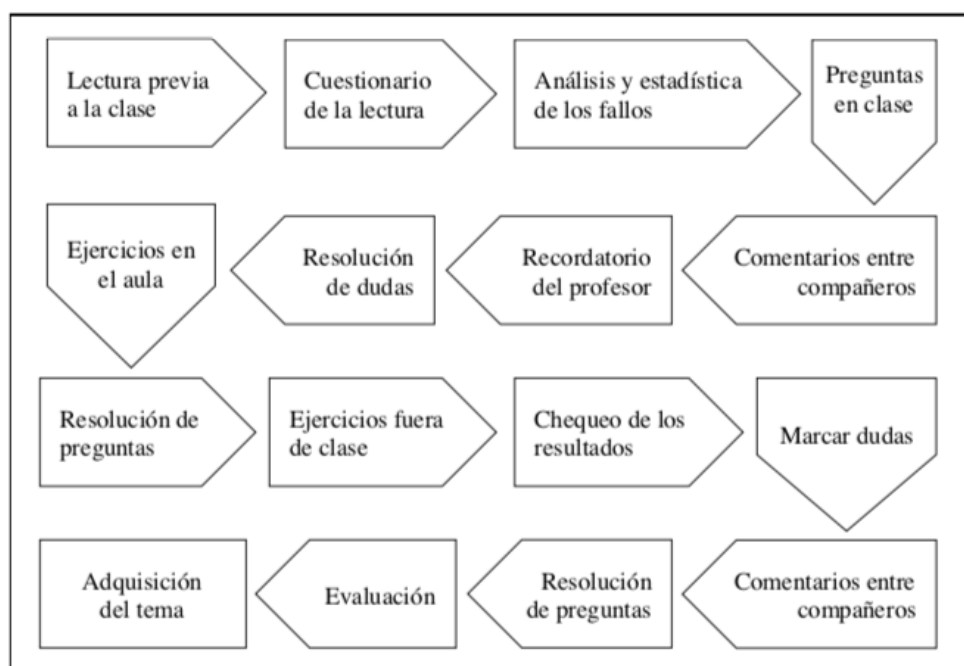 Lectura previa
a la clase
Cuestionario
de la lectura
Análisis y estadística
de los fallos
Preguntas
en clase
Comentarios entre
compañeros
Recordatorio
del profesor
Resolución
de dudas
Ejercicios en
el aula
Resolución de
preguntas
Ejercicios fuera
de clase
Chequeo de los
resultados
Marcar dudas
Comentarios entre
compañeros
Resolución
de preguntas
Evaluación
Adquisición
del tema